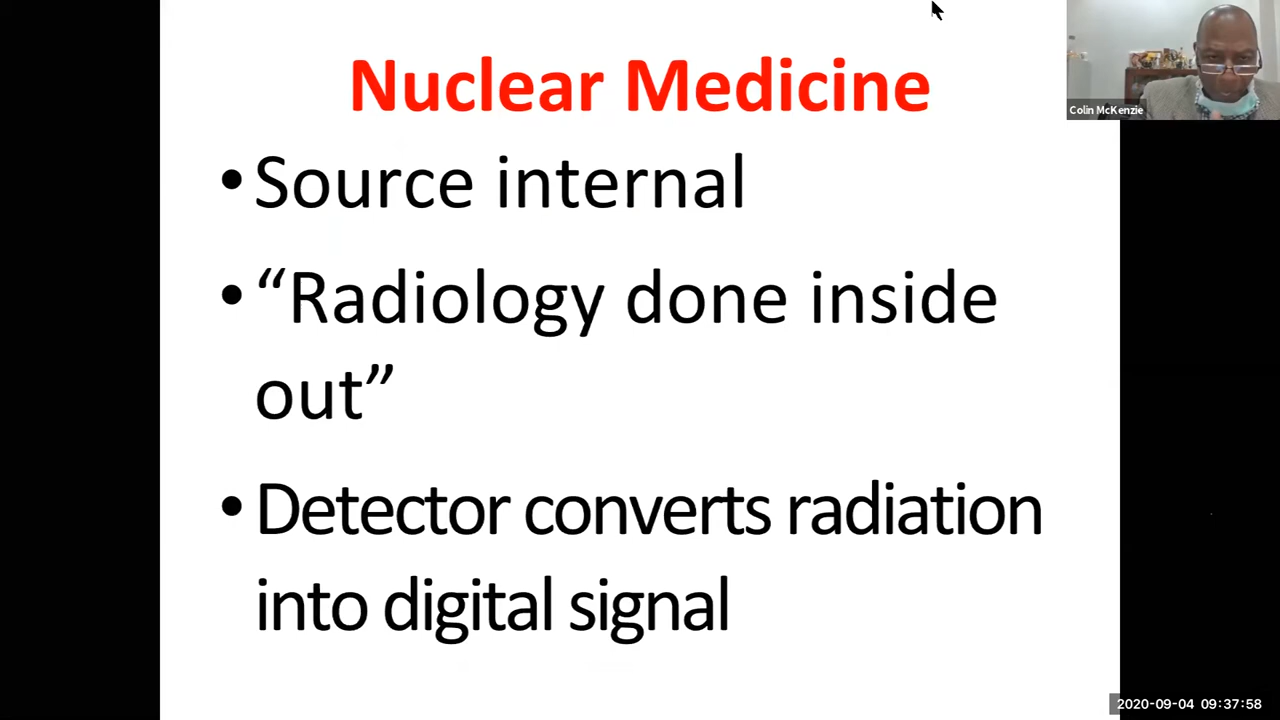 Nuclear Medicine
Colin McKenzie
•Source internal
•“Radiology done inside
out”
•Detector converts radiation
into digital signal
2020-09-04 09:37:58